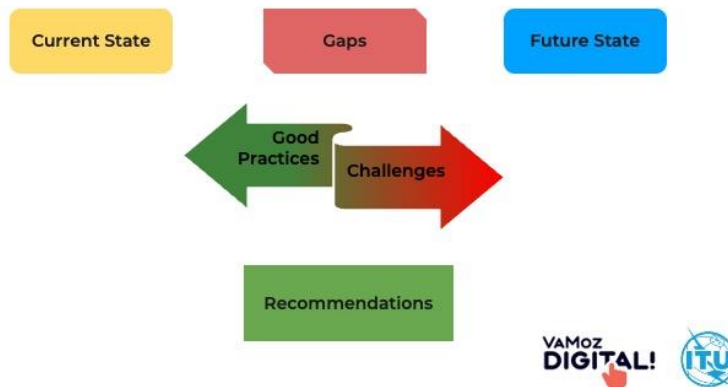 Current State
Gaps
Future State
Good
Practices
Challenges
Recommendations
VAMOZ
DIGITAL!
ITU